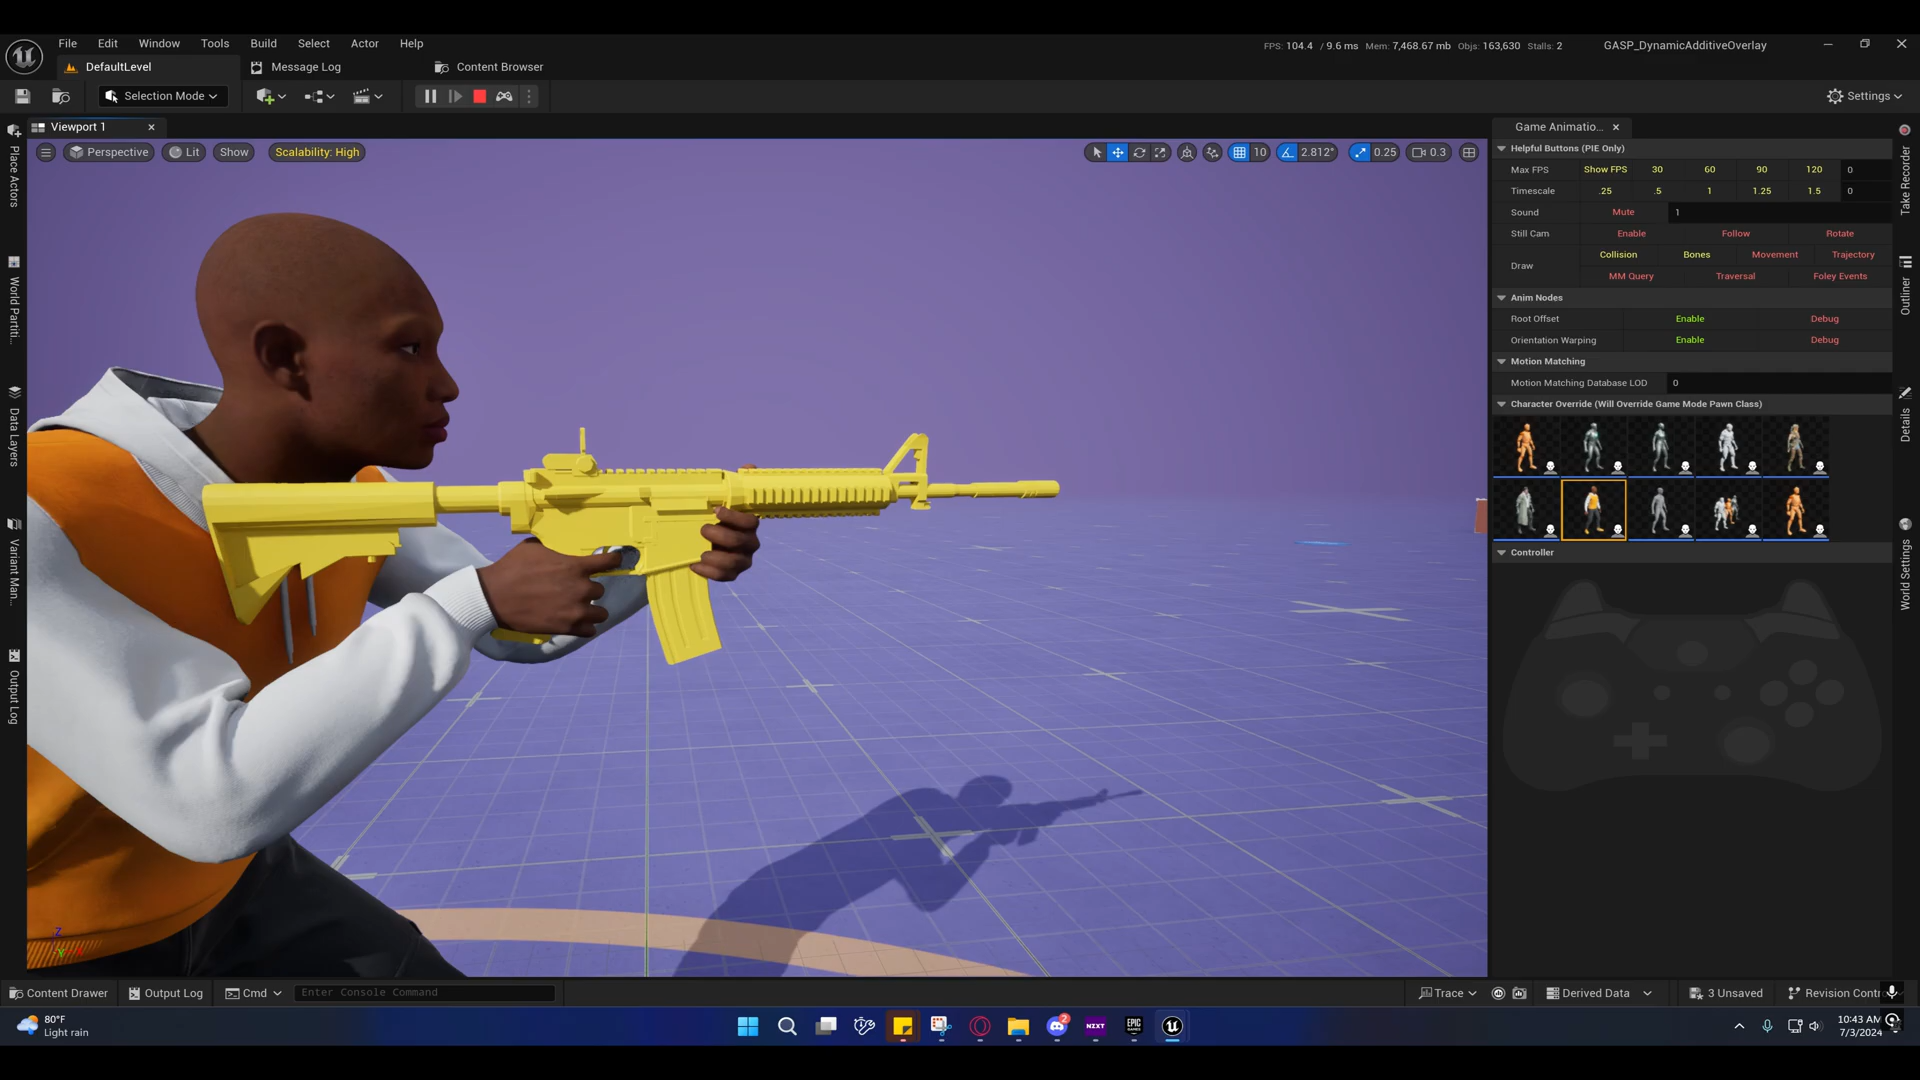 File Edit Window Tools Build Select Actor Help
FPS: 104.4 / 9.6 ms Mem: 7,468.67 mb Objs: 163,630 Stalls: 2
GASP_DynamicAdditiveOverlay
DefaultLevel
Message Log
Content Browser
Selection Mode
Settings
Viewport 1
Game Animatio...
Perspective Lit Show Scalability: High
10 2.812° 0.25 0.3
Place Actors
World Partiti...
Data Layers
Variant Man...
Output Log
Helpful Buttons (PIE Only)
Max FPS Show FPS 30 60 90 120 0
Timescale .25 .5 1 1.25 1.5 0
Sound Mute 1
Still Cam Enable Follow Rotate
Draw Collision Bones Movement Trajectory
MM Query Traversal Foley Events
Anim Nodes
Root Offset Enable Debug
Orientation Warping Enable Debug
Motion Matching
Motion Matching Database LOD 0
Character Override (Will Override Game Mode Pawn Class)
Controller
Take Recorder
Outliner
Details
World Settings
Z
Y
Content Drawer Output Log Cmd Enter Console Command
Trace Derived Data 3 Unsaved Revision Contr
80°F
Light rain
2
NZXT
EPIC
GAMES
10:43 AM
7/3/2024